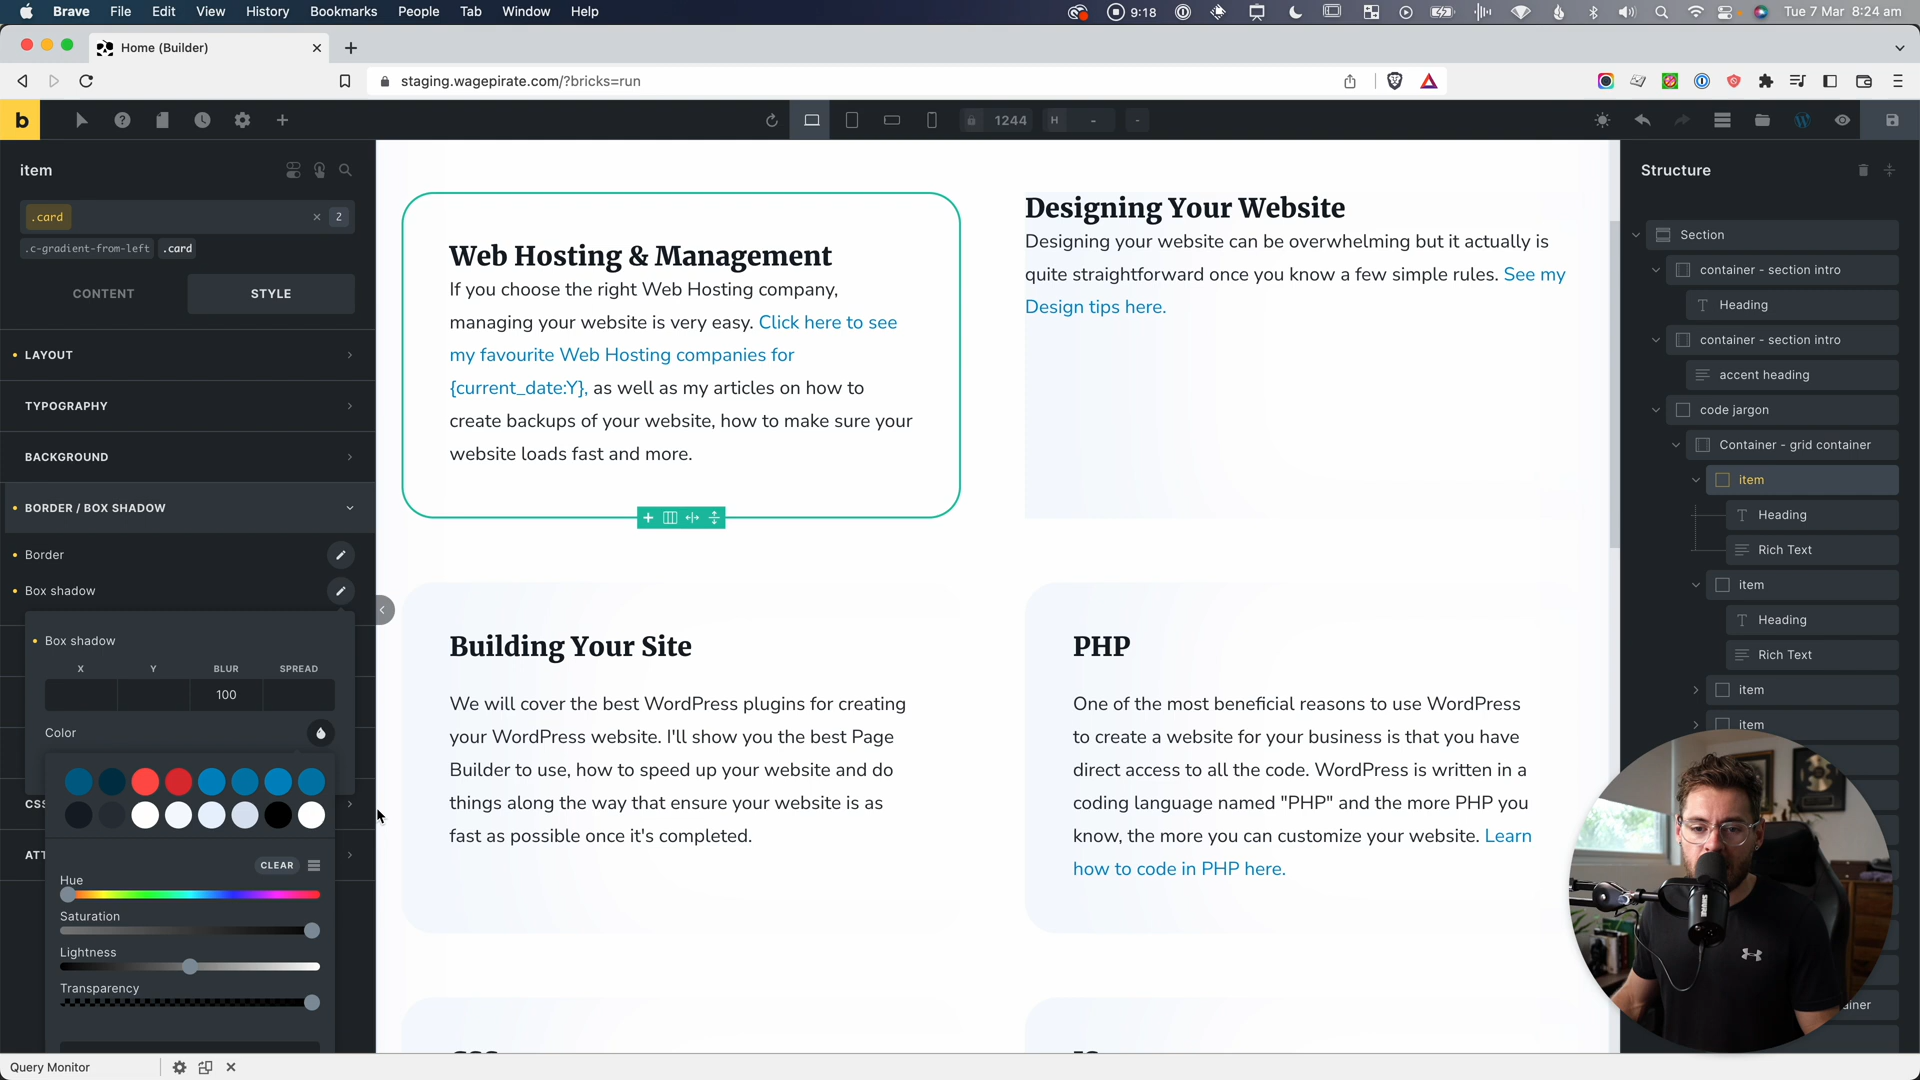 Brave File Edit View History Bookmarks People Tab Window Help
9:18
Tue 7 Mar 8:24 am
Home (Builder)
staging.wagepirate.com/?bricks=run
b
1244 H - -
item
.card
2
.c-gradient-from-left .card
CONTENT STYLE
LAYOUT
TYPOGRAPHY
BACKGROUND
BORDER / BOX SHADOW
Border
Box shadow
Box shadow
X Y BLUR SPREAD
100
Color
CSS
ATT
CLEAR
Hue
Saturation
Lightness
Transparency
Web Hosting & Management
If you choose the right Web Hosting company,
managing your website is very easy. Click here to see
my favourite Web Hosting companies for
{current_date:Y}, as well as my articles on how to
create backups of your website, how to make sure your
website loads fast and more.
Designing Your Website
Designing your website can be overwhelming but it actually is
quite straightforward once you know a few simple rules. See my
Design tips here.
Building Your Site
We will cover the best WordPress plugins for creating
your WordPress website. I'll show you the best Page
Builder to use, how to speed up your website and do
things along the way that ensure your website is as
fast as possible once it's completed.
PHP
One of the most beneficial reasons to use WordPress
to create a website for your business is that you have
direct access to all the code. WordPress is written in a
coding language named "PHP" and the more PHP you
know, the more you can customize your website. Learn
how to code in PHP here.
Structure
Section
container - section intro
Heading
container - section intro
accent heading
code jargon
Container - grid container
item
Heading
Rich Text
item
Heading
Rich Text
item
item
ainer
SHURE
Query Monitor